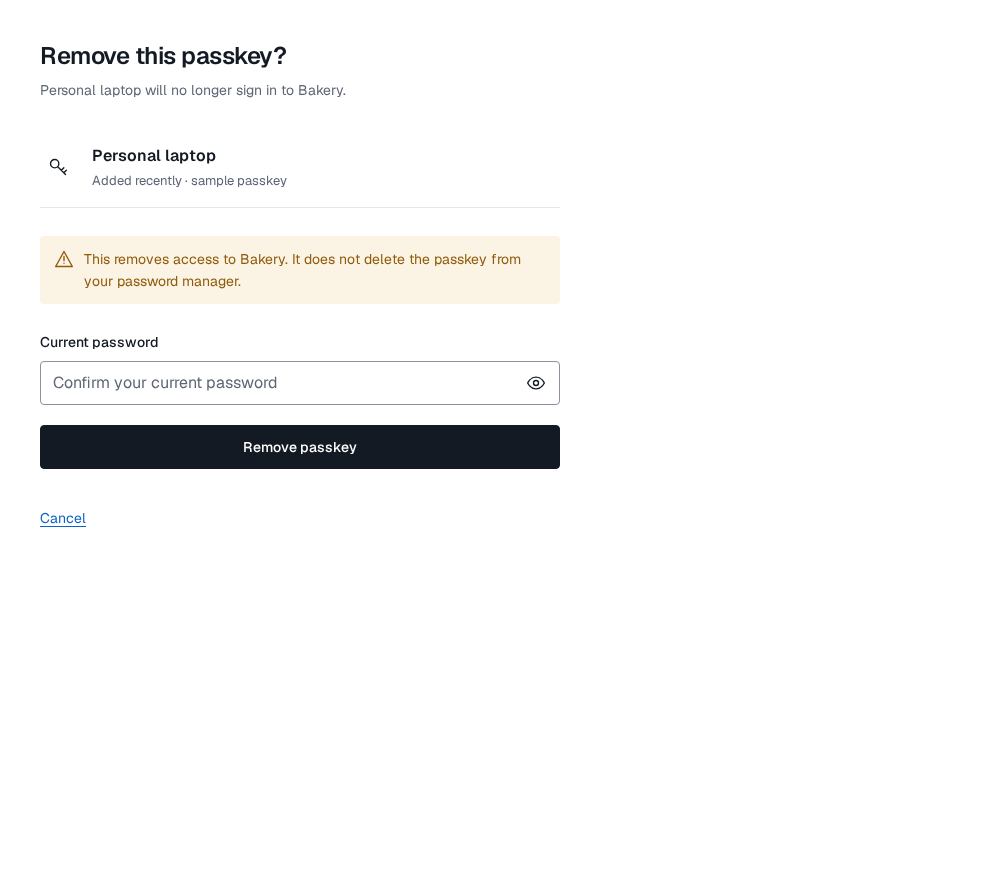 Remove this passkey?
Personal laptop will no longer sign in to Bakery.
Personal laptop
Added recently · sample passkey
This removes access to Bakery. It does not delete the passkey from
your password manager.
Current password
Confirm your current password
Remove passkey
Cancel